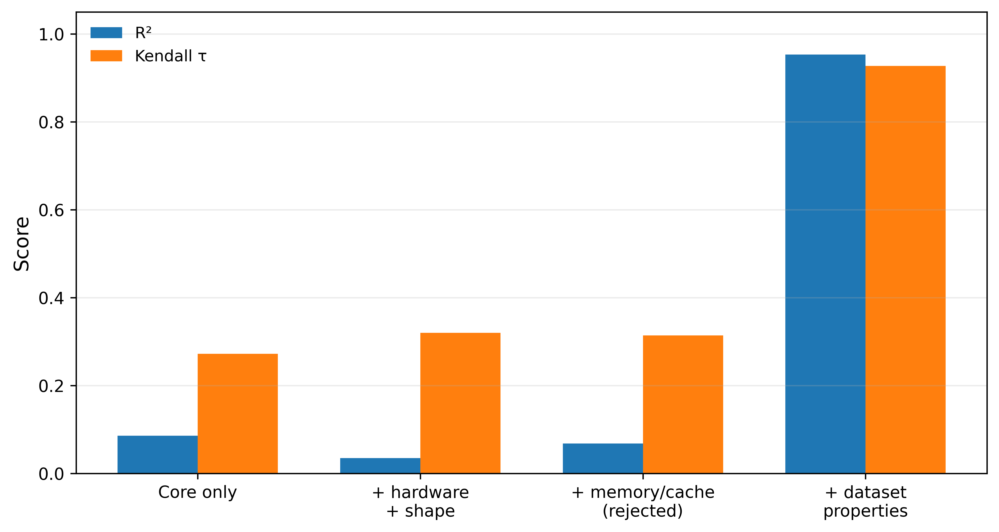 R²
Kendall τ
Score
1.0
0.8
0.6
0.4
0.2
0.0
Core only
+ hardware
+ shape
+ memory/cache
(rejected)
+ dataset
properties